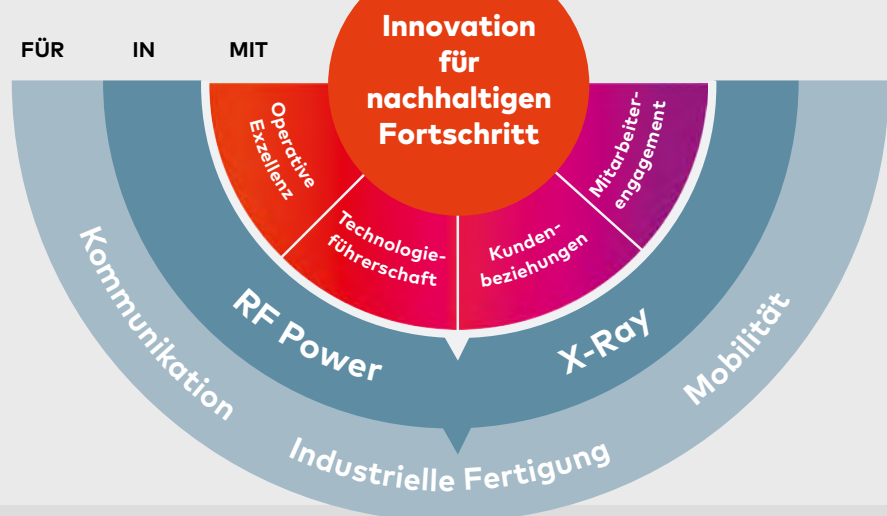 FÜR
IN
MIT
Innovation
für
nachhaltigen
Fortschritt
Operative
Exzellenz
Technologie-
führerschaft
Kunden-
beziehungen
Mitarbeiter-
engagement
RF Power
X-Ray
Kommunikation
Industrielle Fertigung
Mobilität